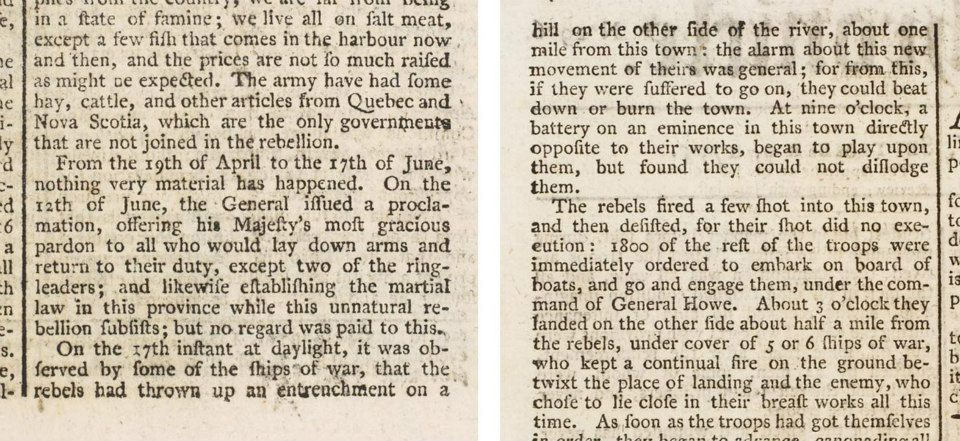 in a ſtate of famine; we live all on ſalt meat,
except a few fiſh that comes in the harbour now
and then, and the prices are not ſo much raiſed
as might be expected. The army have had ſome
hay, cattle, and other articles from Quebec and
Nova Scotia, which are the only governments
that are not joined in the rebellion.
From the 19th of April to the 17th of June,
nothing very material has happened. On the
12th of June, the General iſſued a procla-
mation, offering his Majeſty's moſt gracious
pardon to all who would lay down arms and
return to their duty, except two of the ring-
leaders; and likewiſe eſtabliſhing the martial
law in this province while this unnatural re-
bellion ſubſiſts; but no regard was paid to this.
On the 17th inſtant at daylight, it was ob-
ſerved by ſome of the ſhips of war, that the
rebels had thrown up an entrenchment on a
hill on the other ſide of the river, about one
mile from this town: the alarm about this new
movement of theirs was general; for from this,
if they were ſuffered to go on, they could beat
down or burn the town. At nine o'clock, a
battery on an eminence in this town directly
oppoſite to their works, began to play upon
them, but found they could not diſlodge
them.
The rebels fired a few ſhot into this town,
and then deſiſted, for their ſhot did no exe-
cution: 1800 of the reſt of the troops were
immediately ordered to embark on board of
boats, and go and engage them, under the com-
mand of General Howe. About 3 o'clock they
landed on the other ſide about half a mile from
the rebels, under cover of 5 or 6 ſhips of war,
who kept a continual fire on the ground be-
twixt the place of landing and the enemy, who
choſe to lie cloſe in their breaſt works all this
time. As ſoon as the troops had got themſelves